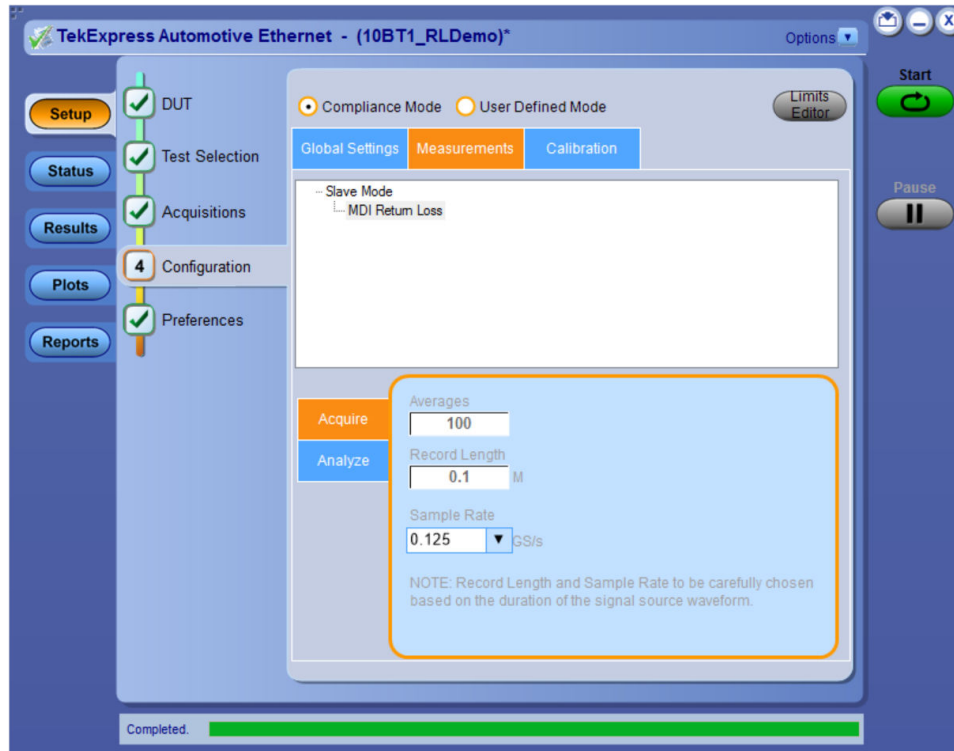 TekExpress Automotive Ethernet - (10BT1_RLDemo)*
Options
X
Start
Pause
Setup
Status
Results
Plots
Reports
DUT
Test Selection
Acquisitions
4 Configuration
Preferences
Compliance Mode
User Defined Mode
Limits
Editor
Global Settings
Measurements
Calibration
Slave Mode
MDI Return Loss
Acquire
Analyze
Averages
100
Record Length
0.1 M
Sample Rate
0.125 GS/s
NOTE: Record Length and Sample Rate to be carefully chosen
based on the duration of the signal source waveform.
Completed.